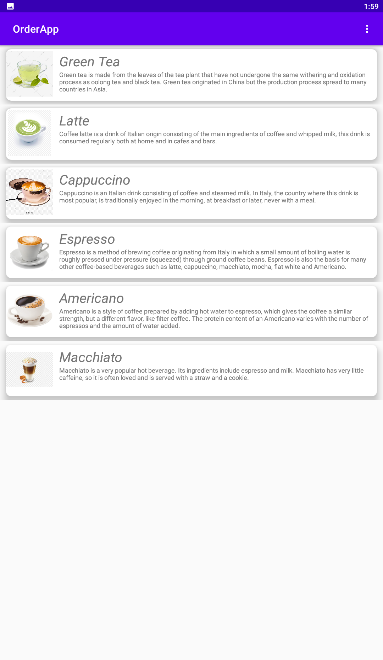 1:59
OrderApp
Green Tea
Green tea is made from the leaves of the tea plant that have not undergone the same withering and oxidation
process as oolong tea and black tea. Green tea originated in China but the production process spread to many
countries in Asia.
Latte
Coffee latte is a drink of Italian origin consisting of the main ingredients of coffee and whipped milk, this drink is
consumed regularly both at home and in cafes and bars
Cappuccino
Cappuccino is an Italian drink consisting of coffee and steamed milk. In Italy, the country where this drink is
most popular, is traditionally enjoyed in the morning, at breakfast or later, never with a meal
Espresso
Espresso is a method of brewing coffee originating from Italy in which a small amount of boiling water is
roughly pressed under pressure (squeezed) through ground coffee beans. Espresso is also the basis for many
other coffee-based beverages such as latte, cappuccino, macchiato, mocha, flat white and Americano.
Americano
Americano is a style of coffee prepared by adding hot water to espresso, which gives the coffee a similar
strength, but a different flavor, like filter coffee. The protein content of an Americano varies with the number of
espressos and the amount of water added.
Macchiato
Macchiato is a very popular hot beverage. Its ingredients include espresso and milk. Macchiato has very little
caffeine, so it is often loved and is served with a straw and a cookie.